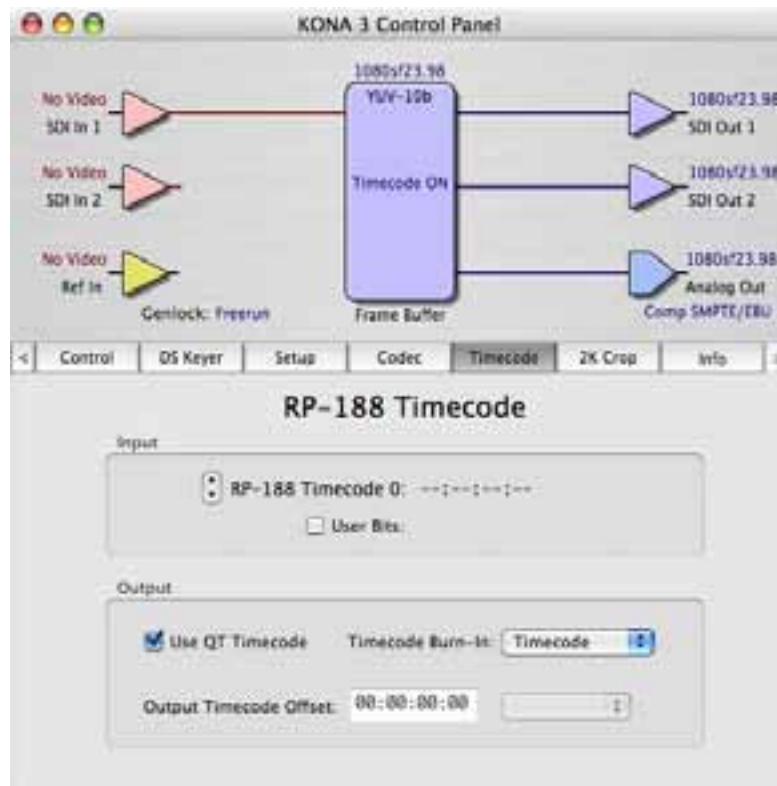 KONA 3 Control Panel
1080sf23.98
YUV-10b
No Video
SDI In 1
1080sf23.98
SDI Out 1
No Video
SDI In 2
Timecode ON
1080sf23.98
SDI Out 2
No Video
Ref In
1080sf23.98
Analog Out
Genlock: Freerun
Frame Buffer
Comp SMPTE/EBU
< Control DS Keyer Setup Codec Timecode 2K Crop Info
RP-188 Timecode
Input
RP-188 Timecode 0: --:--:--:--
User Bits:
Output
Use QT Timecode Timecode Burn-In: Timecode
Output Timecode Offset: 00:00:00:00